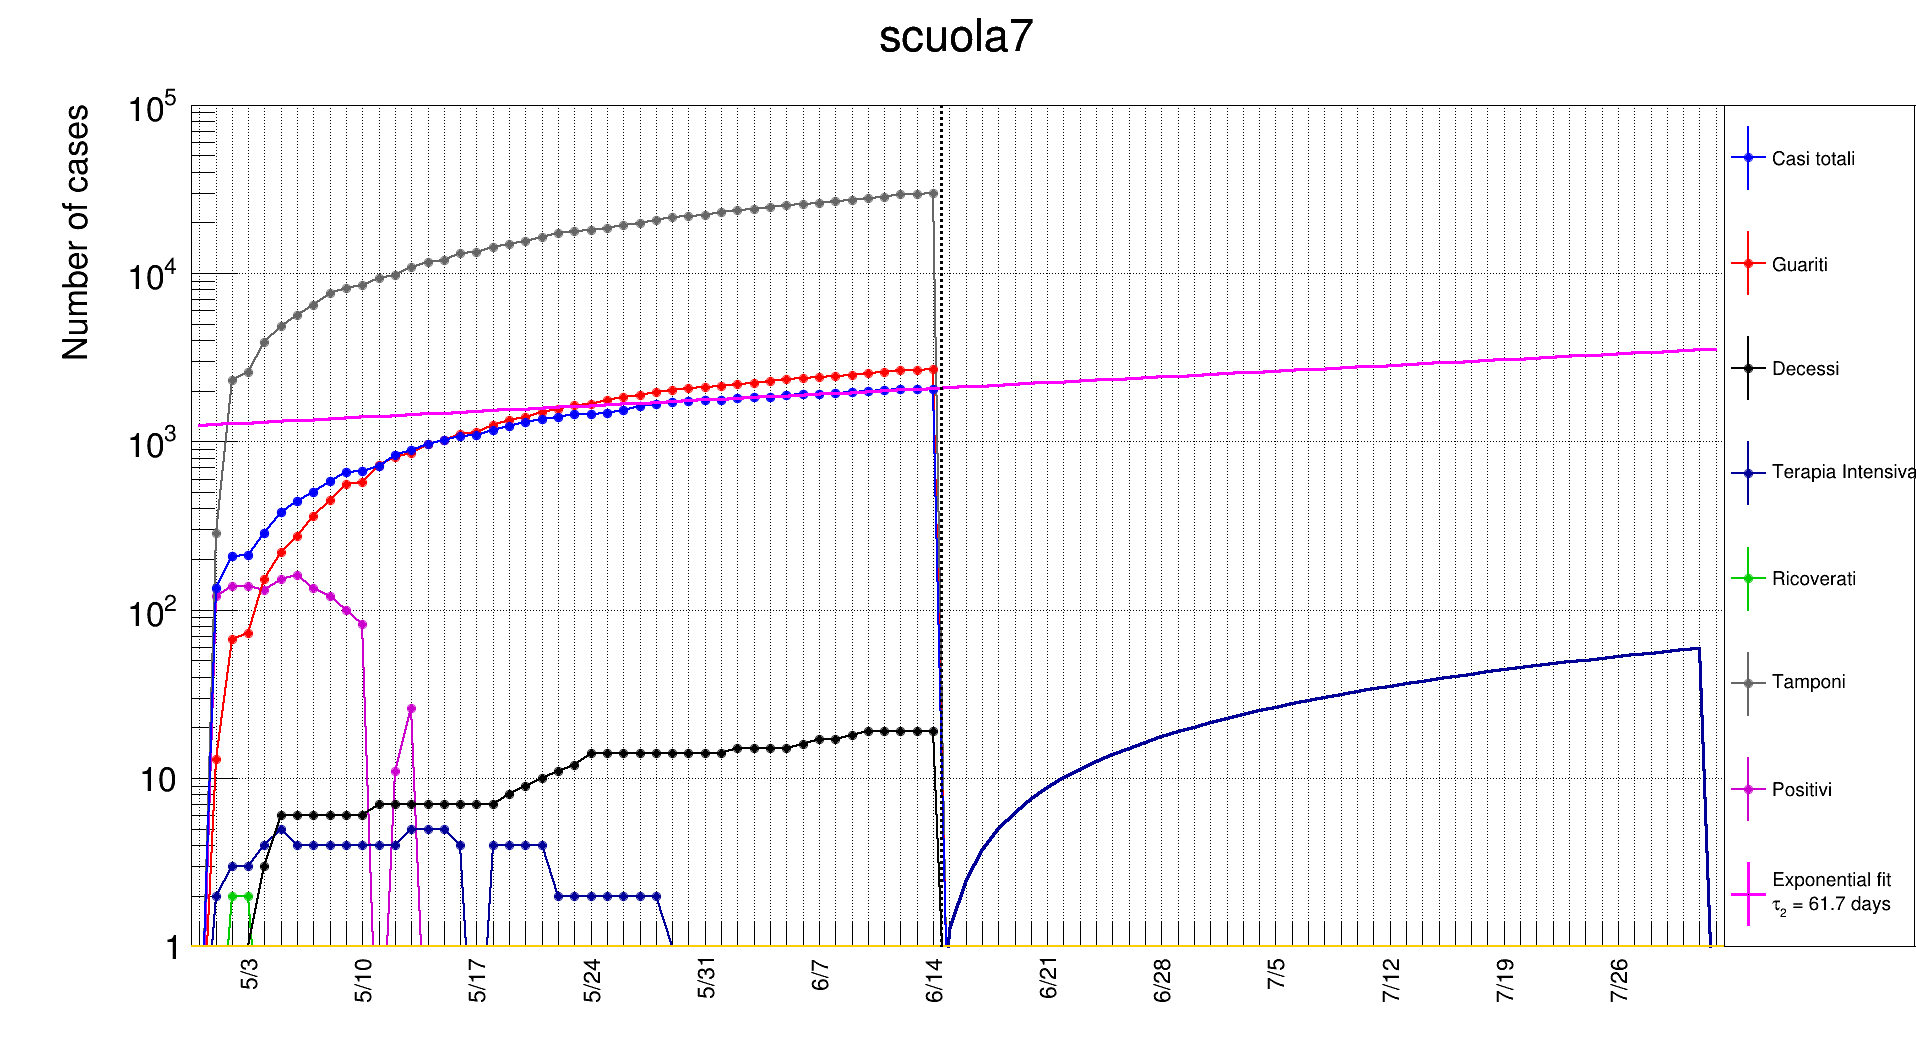 scuola7
Number of cases
10^5
10^4
10^3
10^2
10
1
5/3
5/10
5/17
5/24
5/31
6/7
6/14
6/21
6/28
7/5
7/12
7/19
7/26
Casi totali
Guariti
Decessi
Terapia Intensiva
Ricoverati
Tamponi
Positivi
Exponential fit
τ₂ = 61.7 days